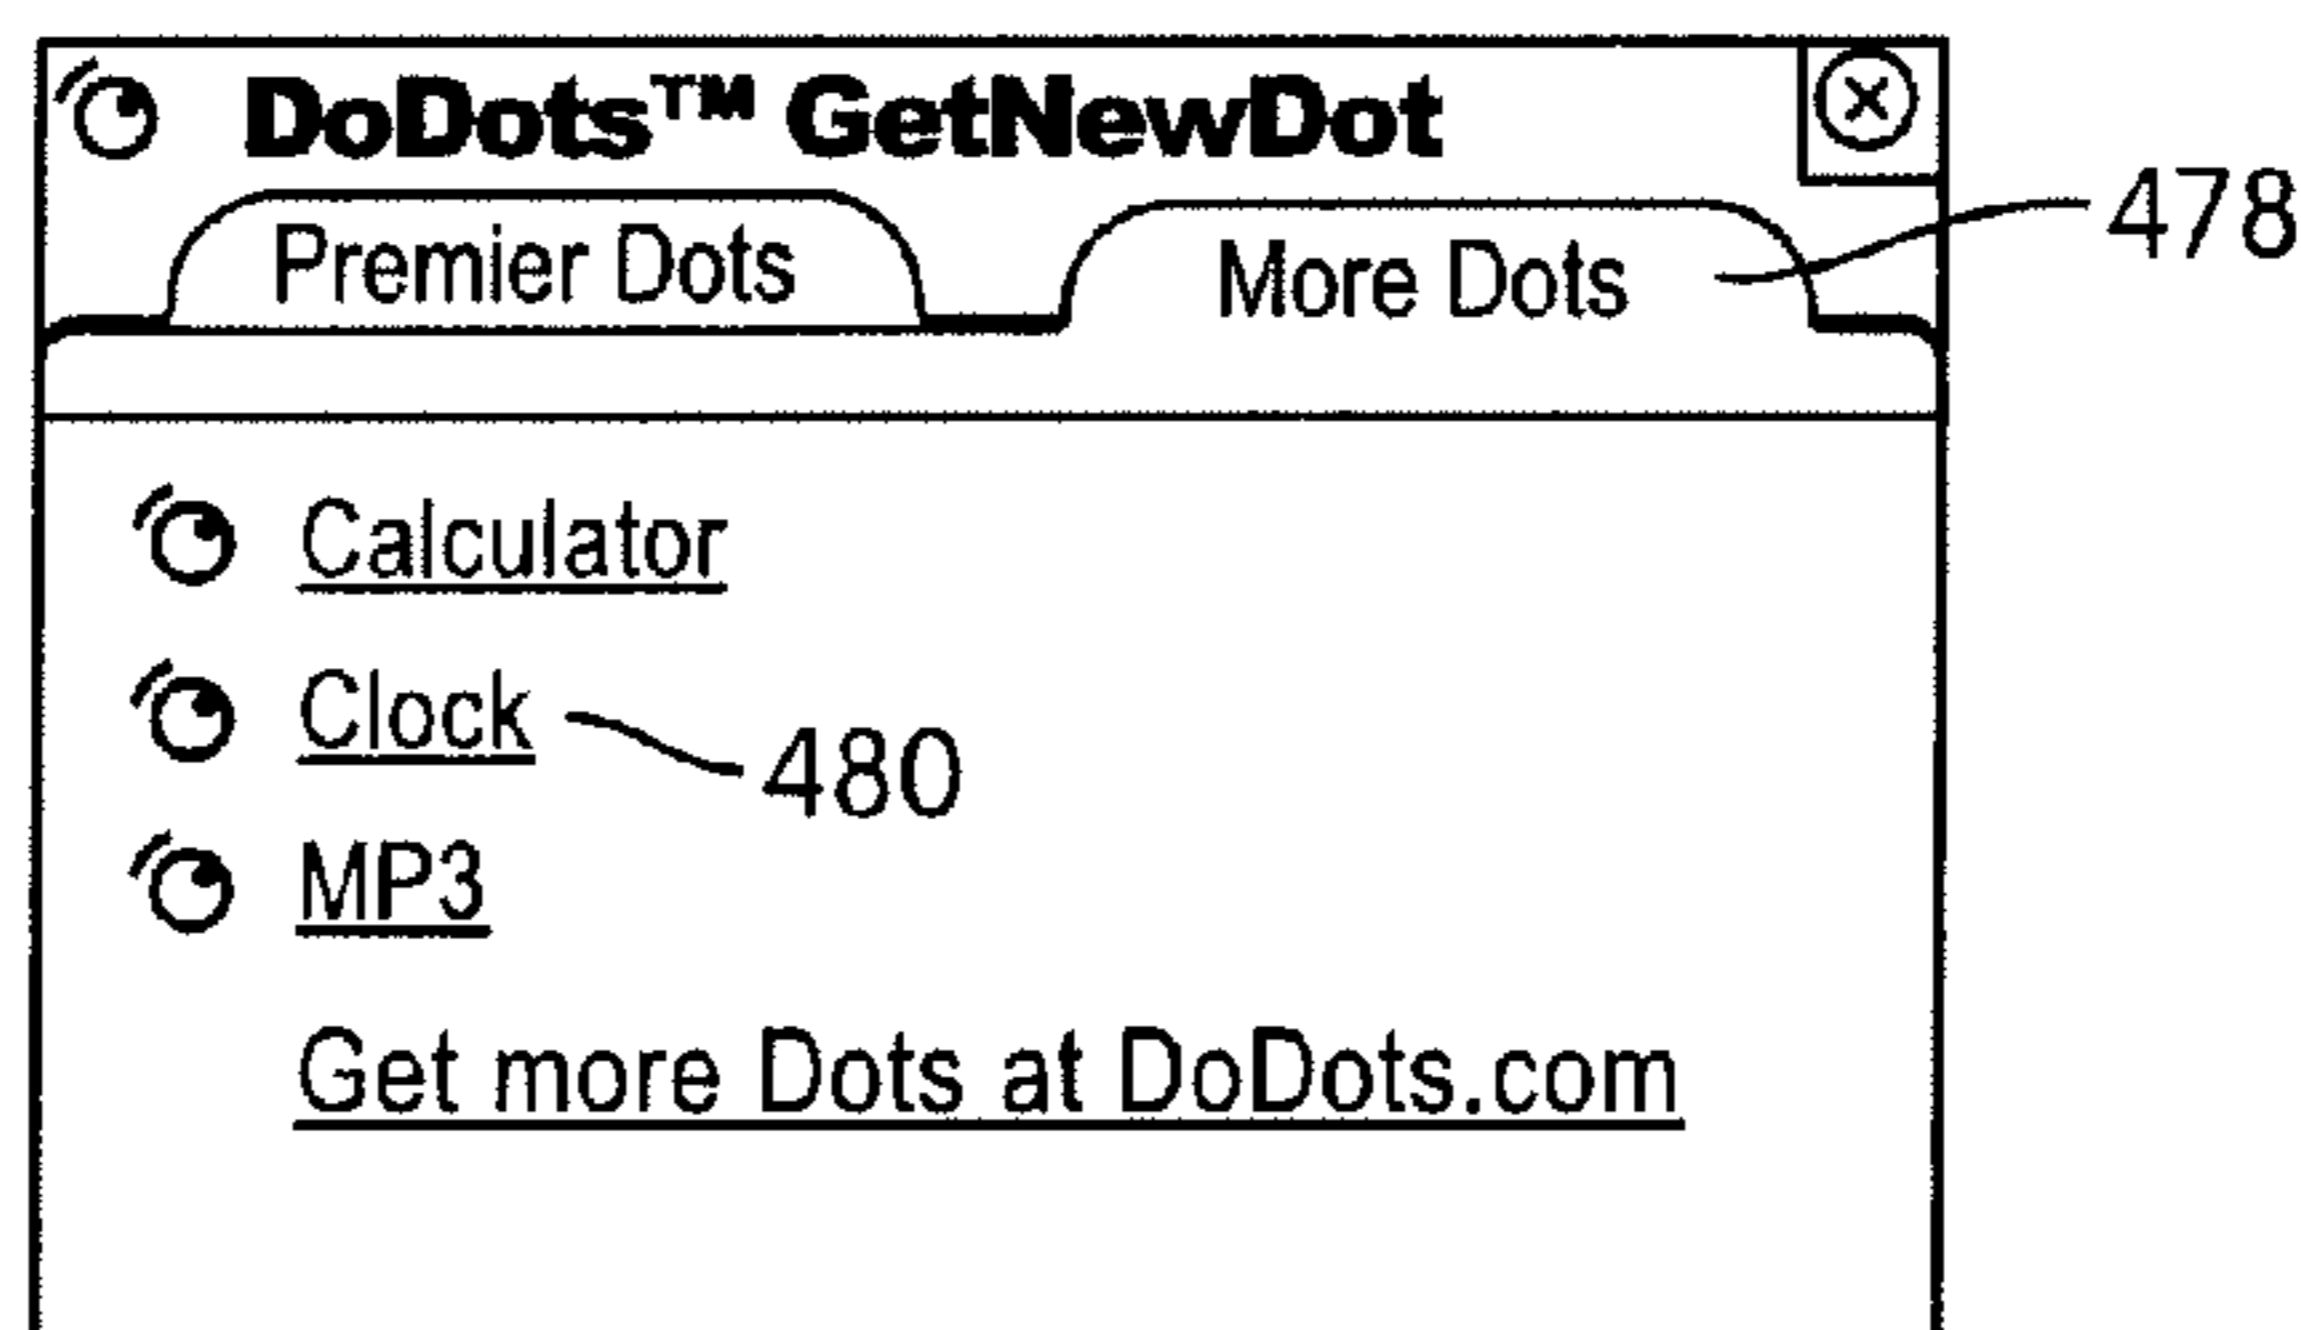 DoDots™ GetNewDot
Premier Dots More Dots 478
Calculator
Clock 480
MP3
Get more Dots at DoDots.com